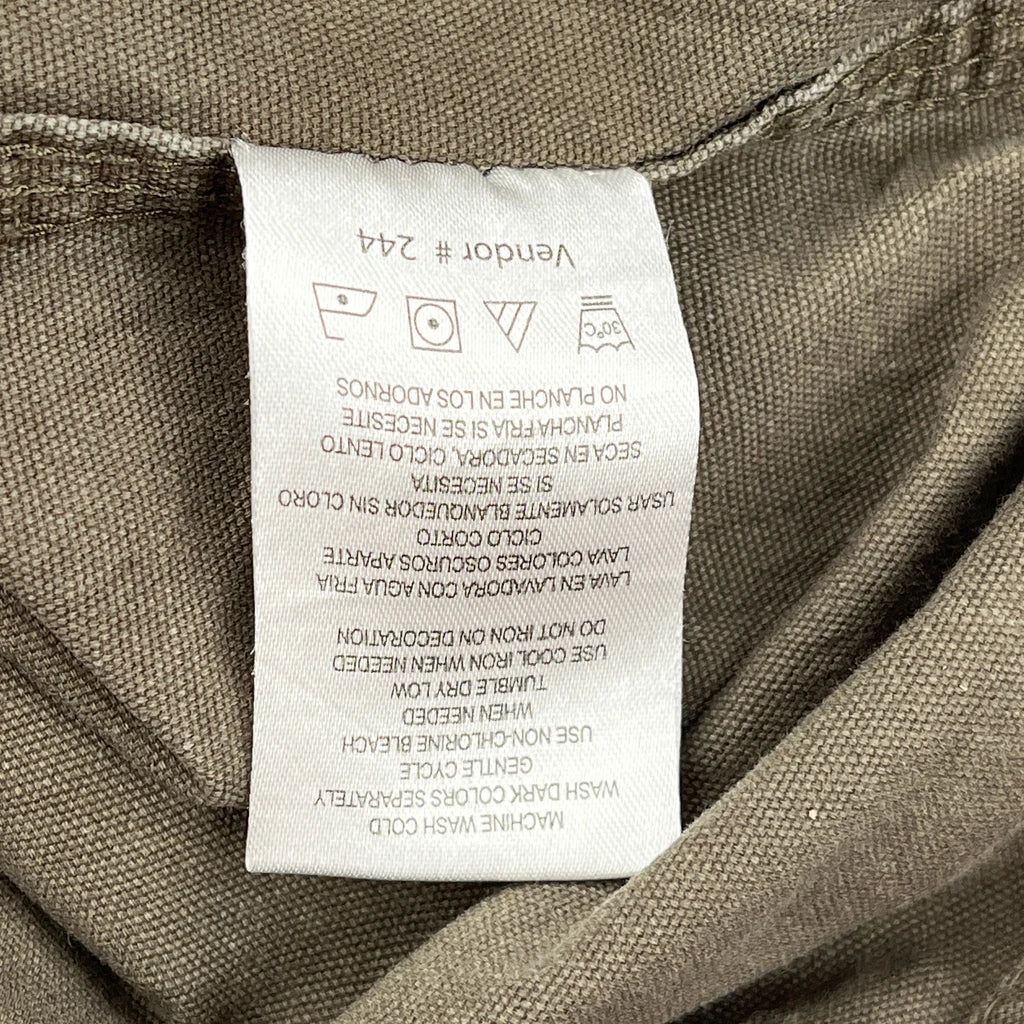 MACHINE WASH COLD
WASH DARK COLORS SEPARATELY
GENTLE CYCLE
USE NON-CHLORINE BLEACH
WHEN NEEDED
TUMBLE DRY LOW
USE COOL IRON WHEN NEEDED
DO NOT IRON ON DECORATION
LAVA EN LAVADORA CON AGUA FRIA
LAVA COLORES OSCUROS APARTE
CICLO CORTO
USAR SOLAMENTE BLANQUEDOR SIN CLORO
SI SE NECESITA
SECA EN SECADORA, CICLO LENTO
PLANCHA FRIA SI SE NECESITE
NO PLANCHE EN LOS ADORNOS
30°C
Vendor # 244